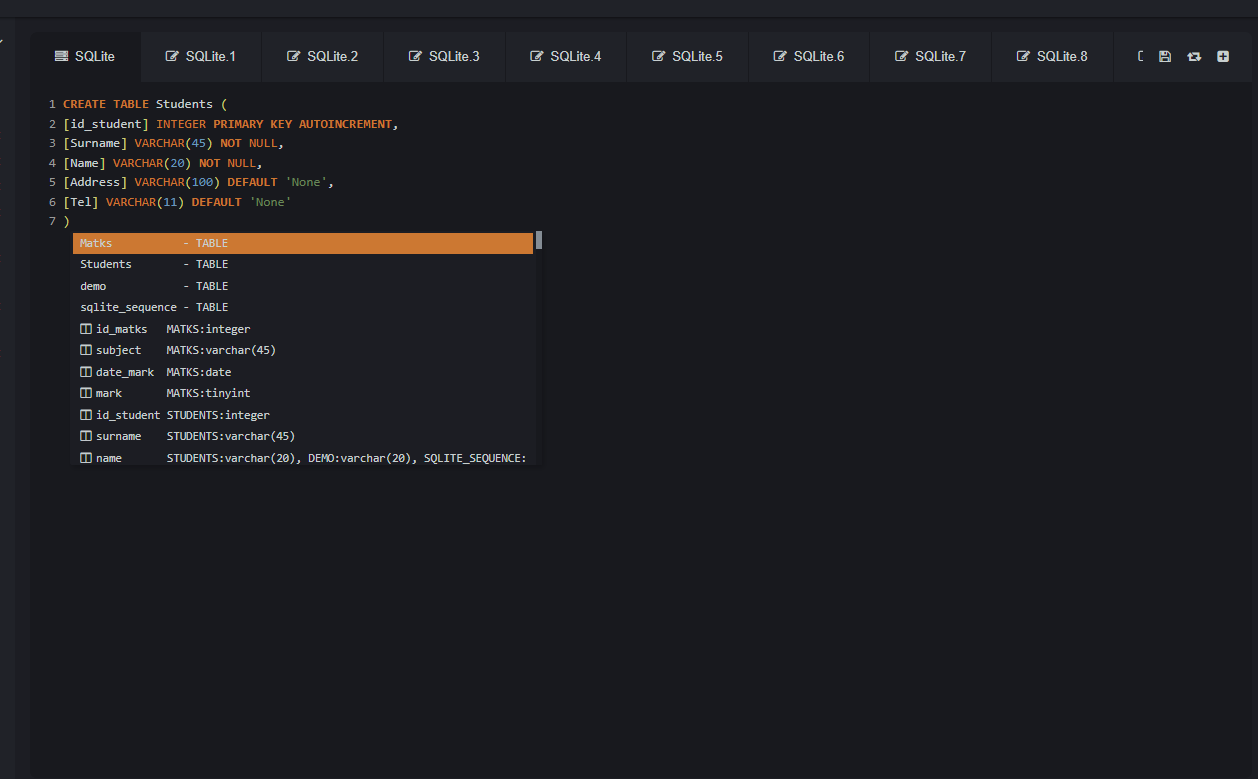 SQLite SQLite.1 SQLite.2 SQLite.3 SQLite.4 SQLite.5 SQLite.6 SQLite.7 SQLite.8
1 CREATE TABLE Students (
2 [id_student] INTEGER PRIMARY KEY AUTOINCREMENT,
3 [Surname] VARCHAR(45) NOT NULL,
4 [Name] VARCHAR(20) NOT NULL,
5 [Address] VARCHAR(100) DEFAULT 'None',
6 [Tel] VARCHAR(11) DEFAULT 'None'
7 )
Matks - TABLE
Students - TABLE
demo - TABLE
sqlite_sequence - TABLE
id_matks MATKS:integer
subject MATKS:varchar(45)
date_mark MATKS:date
mark MATKS:tinyint
id_student STUDENTS:integer
surname STUDENTS:varchar(45)
name STUDENTS:varchar(20), DEMO:varchar(20), SQLITE_SEQUENCE: